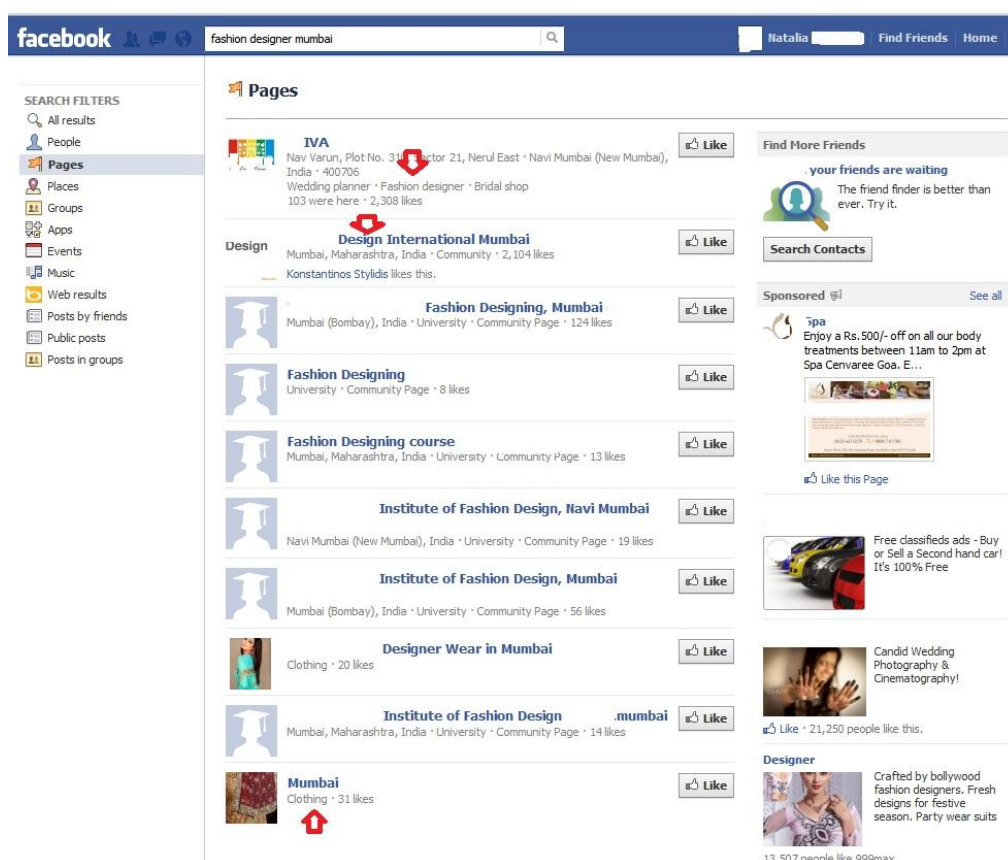 facebook
fashion designer mumbai
Natalia
Find Friends
Home
SEARCH FILTERS
All results
People
Pages
Places
Groups
Apps
Events
Music
Web results
Posts by friends
Public posts
Posts in groups
Pages
IVA
Nav Varun, Plot No. Sector 21, Nerul East · Navi Mumbai (New Mumbai),
India · 400706
Wedding planner · Fashion designer · Bridal shop
103 were here · 2,308 likes
Like
Design
Design International Mumbai
Mumbai, Maharashtra, India · Community · 2,104 likes
Konstantinos Stylidis likes this.
Like
Fashion Designing, Mumbai
Mumbai (Bombay), India · University · Community Page · 124 likes
Like
Fashion Designing
University · Community Page · 8 likes
Like
Fashion Designing course
Mumbai, Maharashtra, India · University · Community Page · 13 likes
Like
Institute of Fashion Design, Navi Mumbai
Navi Mumbai (New Mumbai), India · University · Community Page · 19 likes
Like
Institute of Fashion Design, Mumbai
Mumbai (Bombay), India · University · Community Page · 56 likes
Like
Designer Wear in Mumbai
Clothing · 20 likes
Like
Institute of Fashion Design .mumbai
Mumbai, Maharashtra, India · University · Community Page · 14 likes
Like
Mumbai
Clothing · 31 likes
Like
Find More Friends
your friends are waiting
The friend finder is better than
ever. Try it.
Search Contacts
Sponsored
See all
Spa
Enjoy a Rs.500/- off on all our body
treatments between 11am to 2pm at
Spa Cenvaree Goa. E...
Like this Page
Free classifieds ads - Buy
or Sell a Second hand car!
It's 100% Free
Candid Wedding
Photography &
Cinematography!
Like · 21,250 people like this.
Designer
Crafted by bollywood
fashion designers. Fresh
designs for festive
season. Party wear suits
13,507 people like 999max